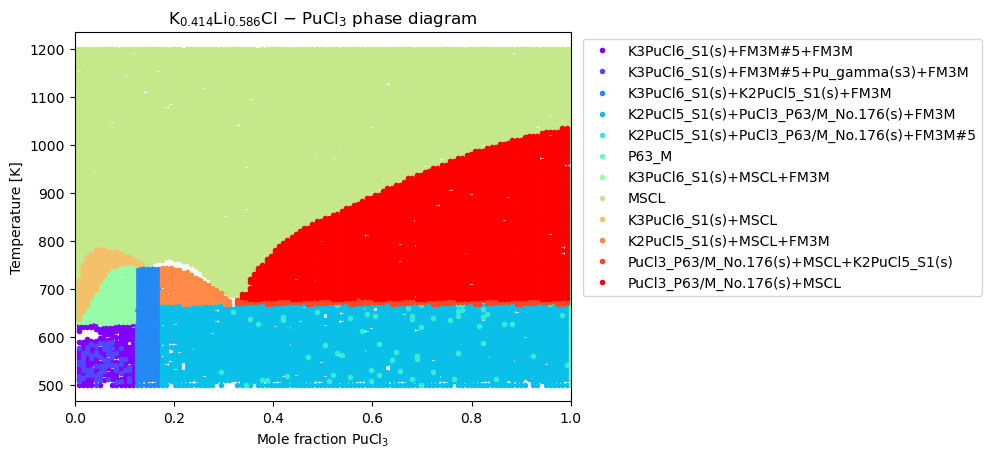 K₀.₄₁₄Li₀.₅₈₆Cl − PuCl₃ phase diagram
1200
1100
1000
900
800
700
600
500
Temperature [K]
0.0 0.2 0.4 0.6 0.8 1.0
Mole fraction PuCl₃
K3PuCl6_S1(s)+FM3M#5+FM3M
K3PuCl6_S1(s)+FM3M#5+Pu_gamma(s3)+FM3M
K3PuCl6_S1(s)+K2PuCl5_S1(s)+FM3M
K2PuCl5_S1(s)+PuCl3_P63/M_No.176(s)+FM3M
K2PuCl5_S1(s)+PuCl3_P63/M_No.176(s)+FM3M#5
P63_M
K3PuCl6_S1(s)+MSCL+FM3M
MSCL
K3PuCl6_S1(s)+MSCL
K2PuCl5_S1(s)+MSCL+FM3M
PuCl3_P63/M_No.176(s)+MSCL+K2PuCl5_S1(s)
PuCl3_P63/M_No.176(s)+MSCL